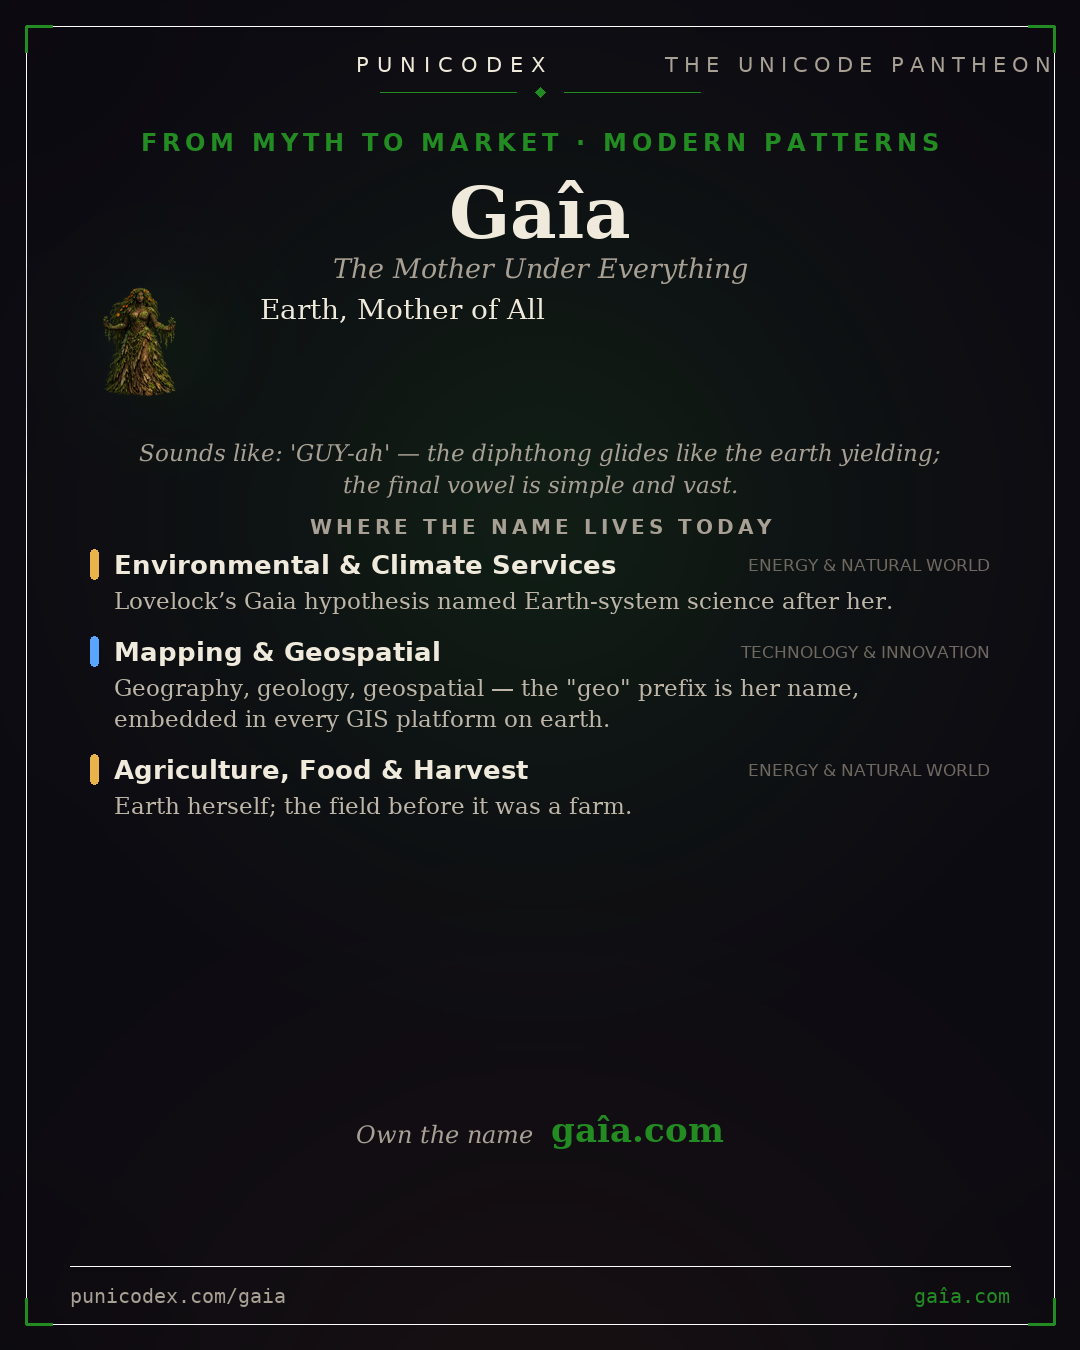 PUNICODEX THE UNICODE PANTHEON
FROM MYTH TO MARKET · MODERN PATTERNS
Gaîa
The Mother Under Everything
Earth, Mother of All
Sounds like: 'GUY-ah' — the diphthong glides like the earth yielding;
the final vowel is simple and vast.
WHERE THE NAME LIVES TODAY
Environmental & Climate Services ENERGY & NATURAL WORLD
Lovelock’s Gaia hypothesis named Earth-system science after her.
Mapping & Geospatial TECHNOLOGY & INNOVATION
Geography, geology, geospatial — the "geo" prefix is her name,
embedded in every GIS platform on earth.
Agriculture, Food & Harvest ENERGY & NATURAL WORLD
Earth herself; the field before it was a farm.
Own the name gaîa.com
punicodex.com/gaia gaîa.com